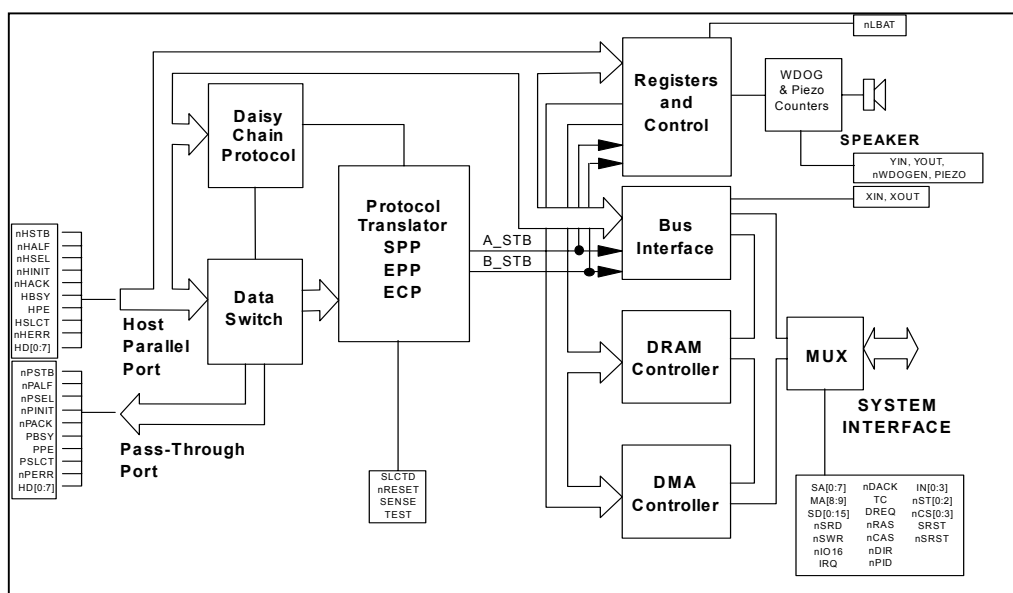 nLBAT
Registers
and
Control
WDOG
& Piezo
Counters
SPEAKER
YIN, YOUT,
nWDOGEN, PIEZO
XIN, XOUT
Daisy
Chain
Protocol
Protocol
Translator
SPP
EPP
ECP
A_STB
B_STB
Bus
Interface
nHSTB
nHALF
nHSEL
nHINIT
nHACK
HBSY
HPE
HSLCT
nHERR
HD[0:7]
Host
Parallel
Port
Data
Switch
nPSTB
nPALF
nPSEL
nPINIT
nPACK
PBSY
PPE
PSLCT
nPERR
HD[0:7]
Pass-Through
Port
SLCTD
nRESET
SENSE
TEST
DRAM
Controller
DMA
Controller
MUX
SYSTEM
INTERFACE
SA[0:7] nDACK IN[0:3]
MA[8:9] TC nST[0:2]
SD[0:15] DREQ nCS[0:3]
nSRD nRAS SRST
nSWR nCAS nSRST
nIO16 nDIR
IRQ nPID